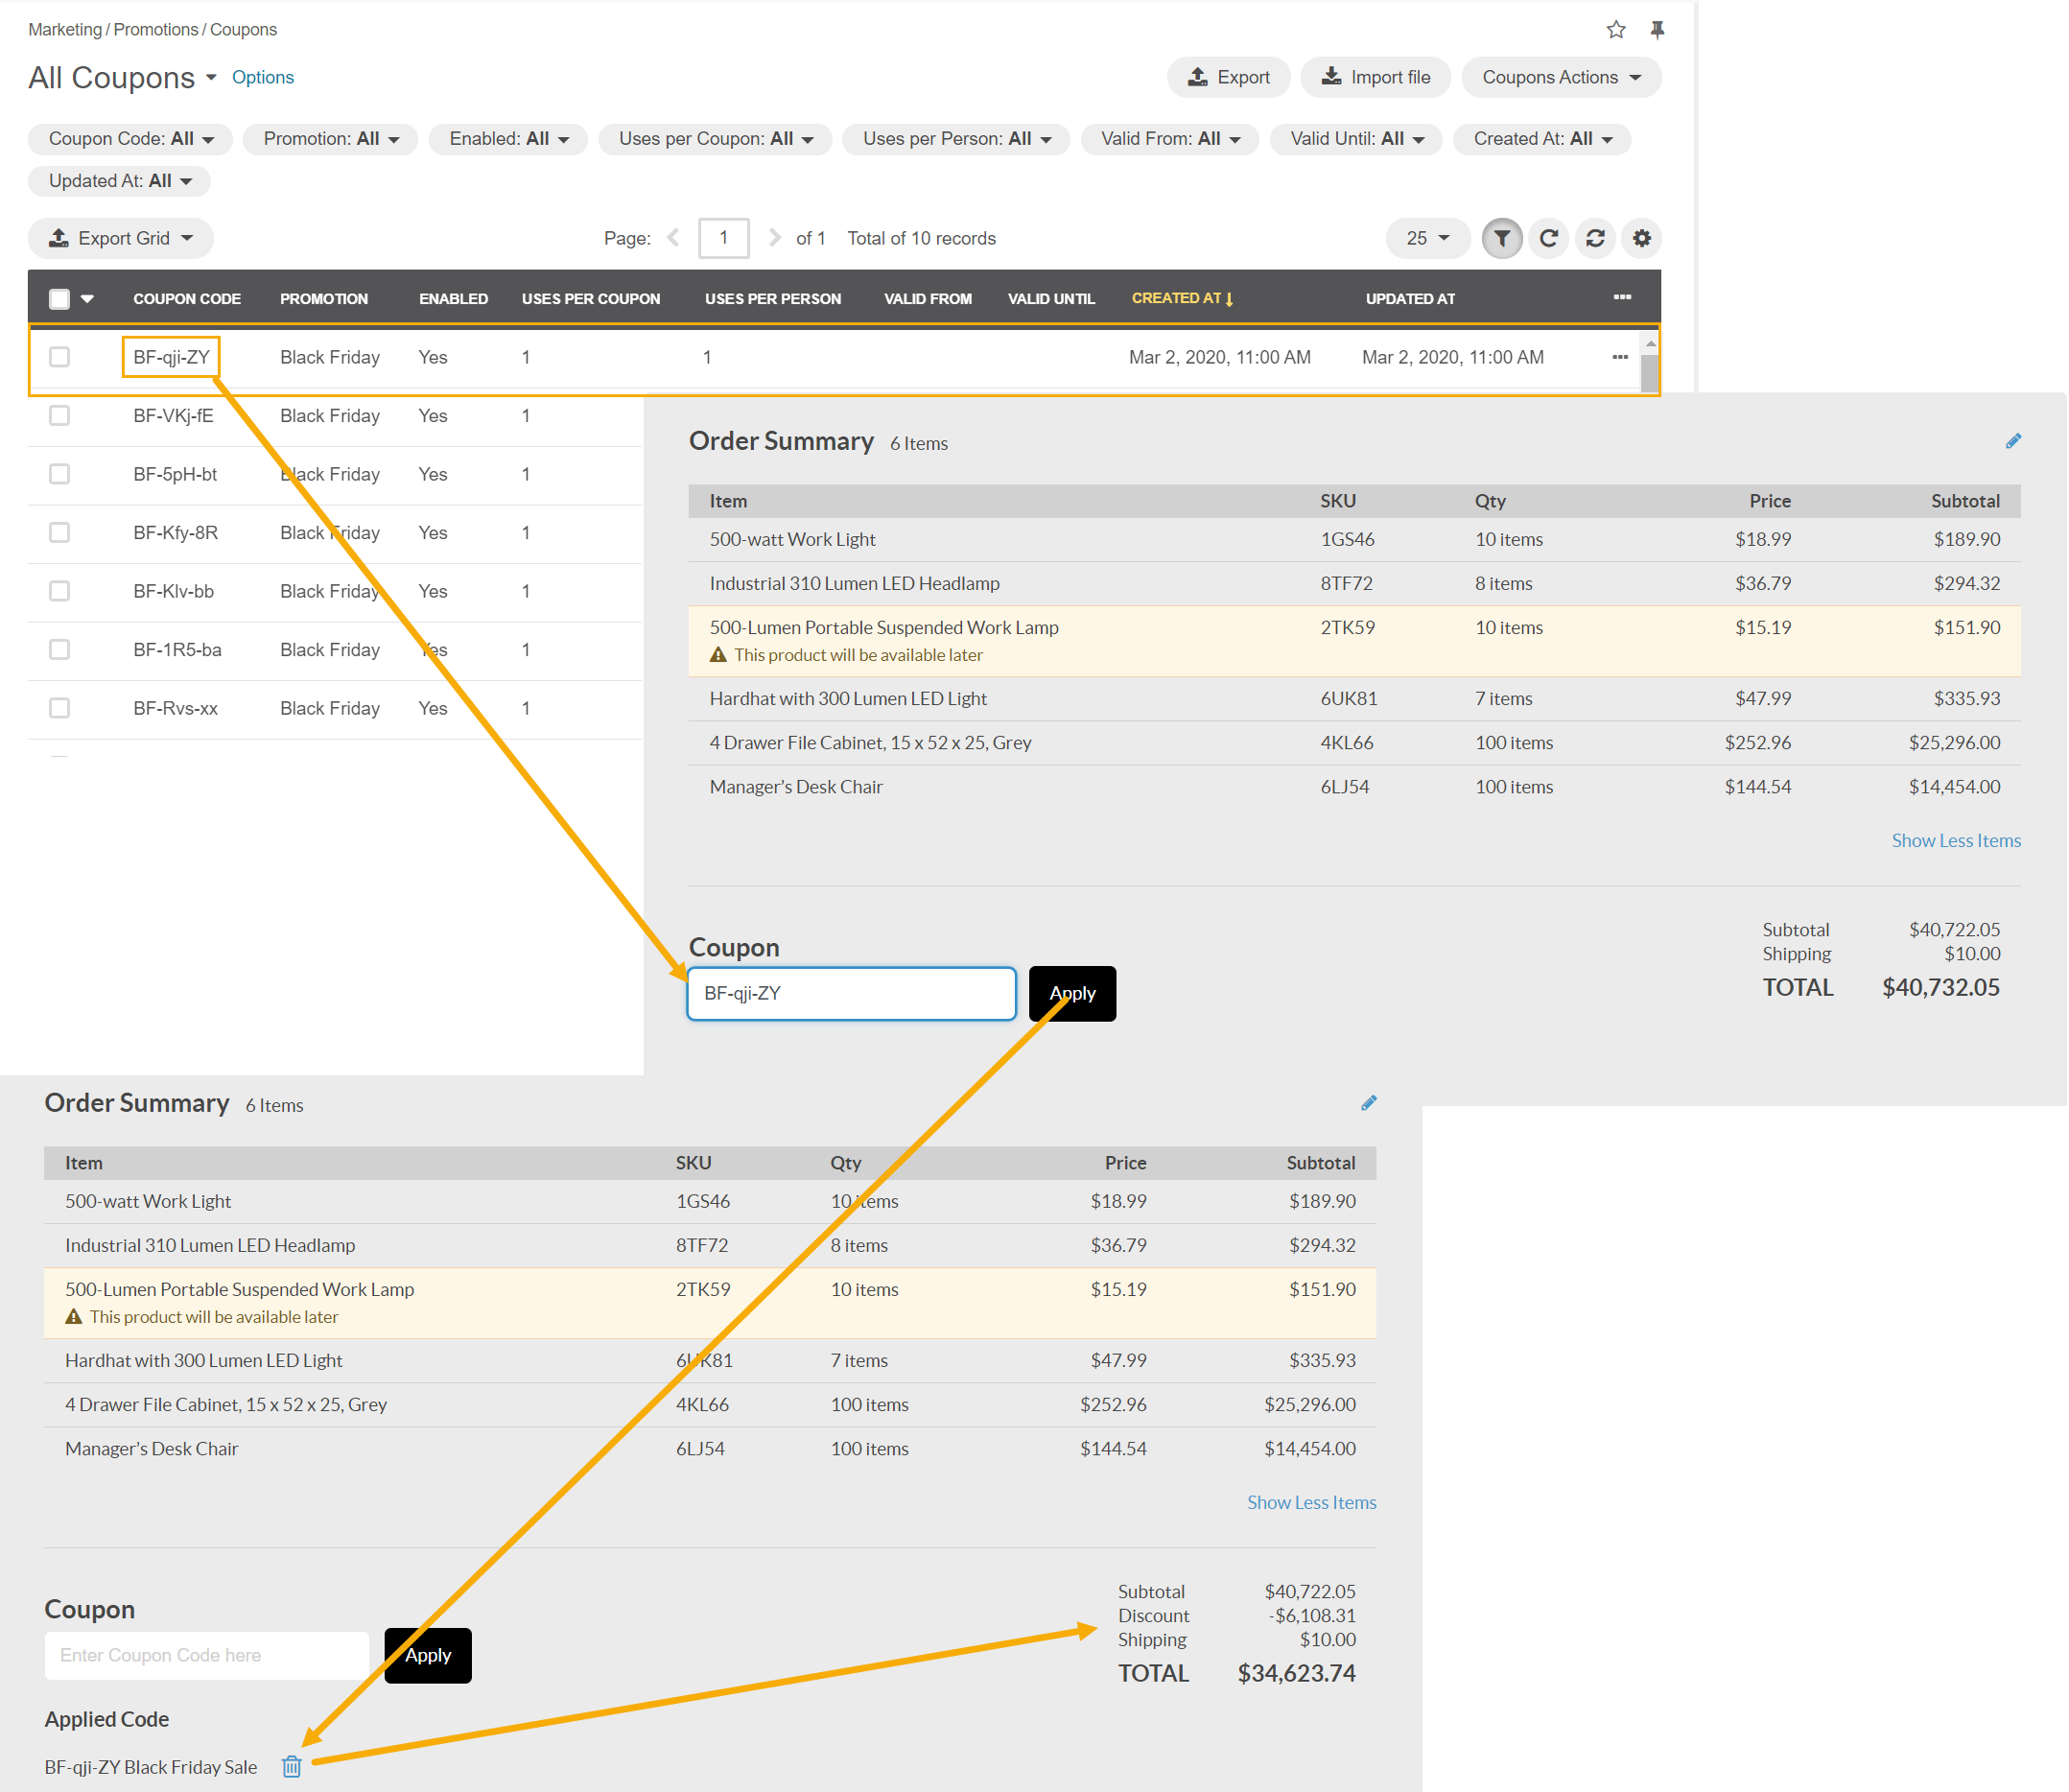 Marketing / Promotions / Coupons
All Coupons Options
Export Import file Coupons Actions
Coupon Code: All Promotion: All Enabled: All Uses per Coupon: All Uses per Person: All Valid From: All Valid Until: All Created At: All
Updated At: All
Export Grid Page: 1 of 1 Total of 10 records 25
COUPON CODE PROMOTION ENABLED USES PER COUPON USES PER PERSON VALID FROM VALID UNTIL CREATED AT UPDATED AT
BF-qji-ZY Black Friday Yes 1 1 Mar 2, 2020, 11:00 AM Mar 2, 2020, 11:00 AM
BF-VKj-fE Black Friday Yes 1
BF-5pH-bt Black Friday Yes 1
BF-Kfy-8R Black Friday Yes 1
BF-Klv-bb Black Friday Yes 1
BF-1R5-ba Black Friday Yes 1
BF-Rvs-xx Black Friday Yes 1
Order Summary 6 Items
Item SKU Qty Price Subtotal
500-watt Work Light 1GS46 10 items $18.99 $189.90
Industrial 310 Lumen LED Headlamp 8TF72 8 items $36.79 $294.32
500-Lumen Portable Suspended Work Lamp 2TK59 10 items $15.19 $151.90
This product will be available later
Hardhat with 300 Lumen LED Light 6UK81 7 items $47.99 $335.93
4 Drawer File Cabinet, 15 x 52 x 25, Grey 4KL66 100 items $252.96 $25,296.00
Manager’s Desk Chair 6LJ54 100 items $144.54 $14,454.00
Show Less Items
Subtotal $40,722.05
Shipping $10.00
TOTAL $40,732.05
Coupon
BF-qji-ZY Apply
Order Summary 6 Items
Item SKU Qty Price Subtotal
500-watt Work Light 1GS46 10 items $18.99 $189.90
Industrial 310 Lumen LED Headlamp 8TF72 8 items $36.79 $294.32
500-Lumen Portable Suspended Work Lamp 2TK59 10 items $15.19 $151.90
This product will be available later
Hardhat with 300 Lumen LED Light 6UK81 7 items $47.99 $335.93
4 Drawer File Cabinet, 15 x 52 x 25, Grey 4KL66 100 items $252.96 $25,296.00
Manager’s Desk Chair 6LJ54 100 items $144.54 $14,454.00
Show Less Items
Subtotal $40,722.05
Discount -$6,108.31
Shipping $10.00
TOTAL $34,623.74
Coupon
Enter Coupon Code here Apply
Applied Code
BF-qji-ZY Black Friday Sale